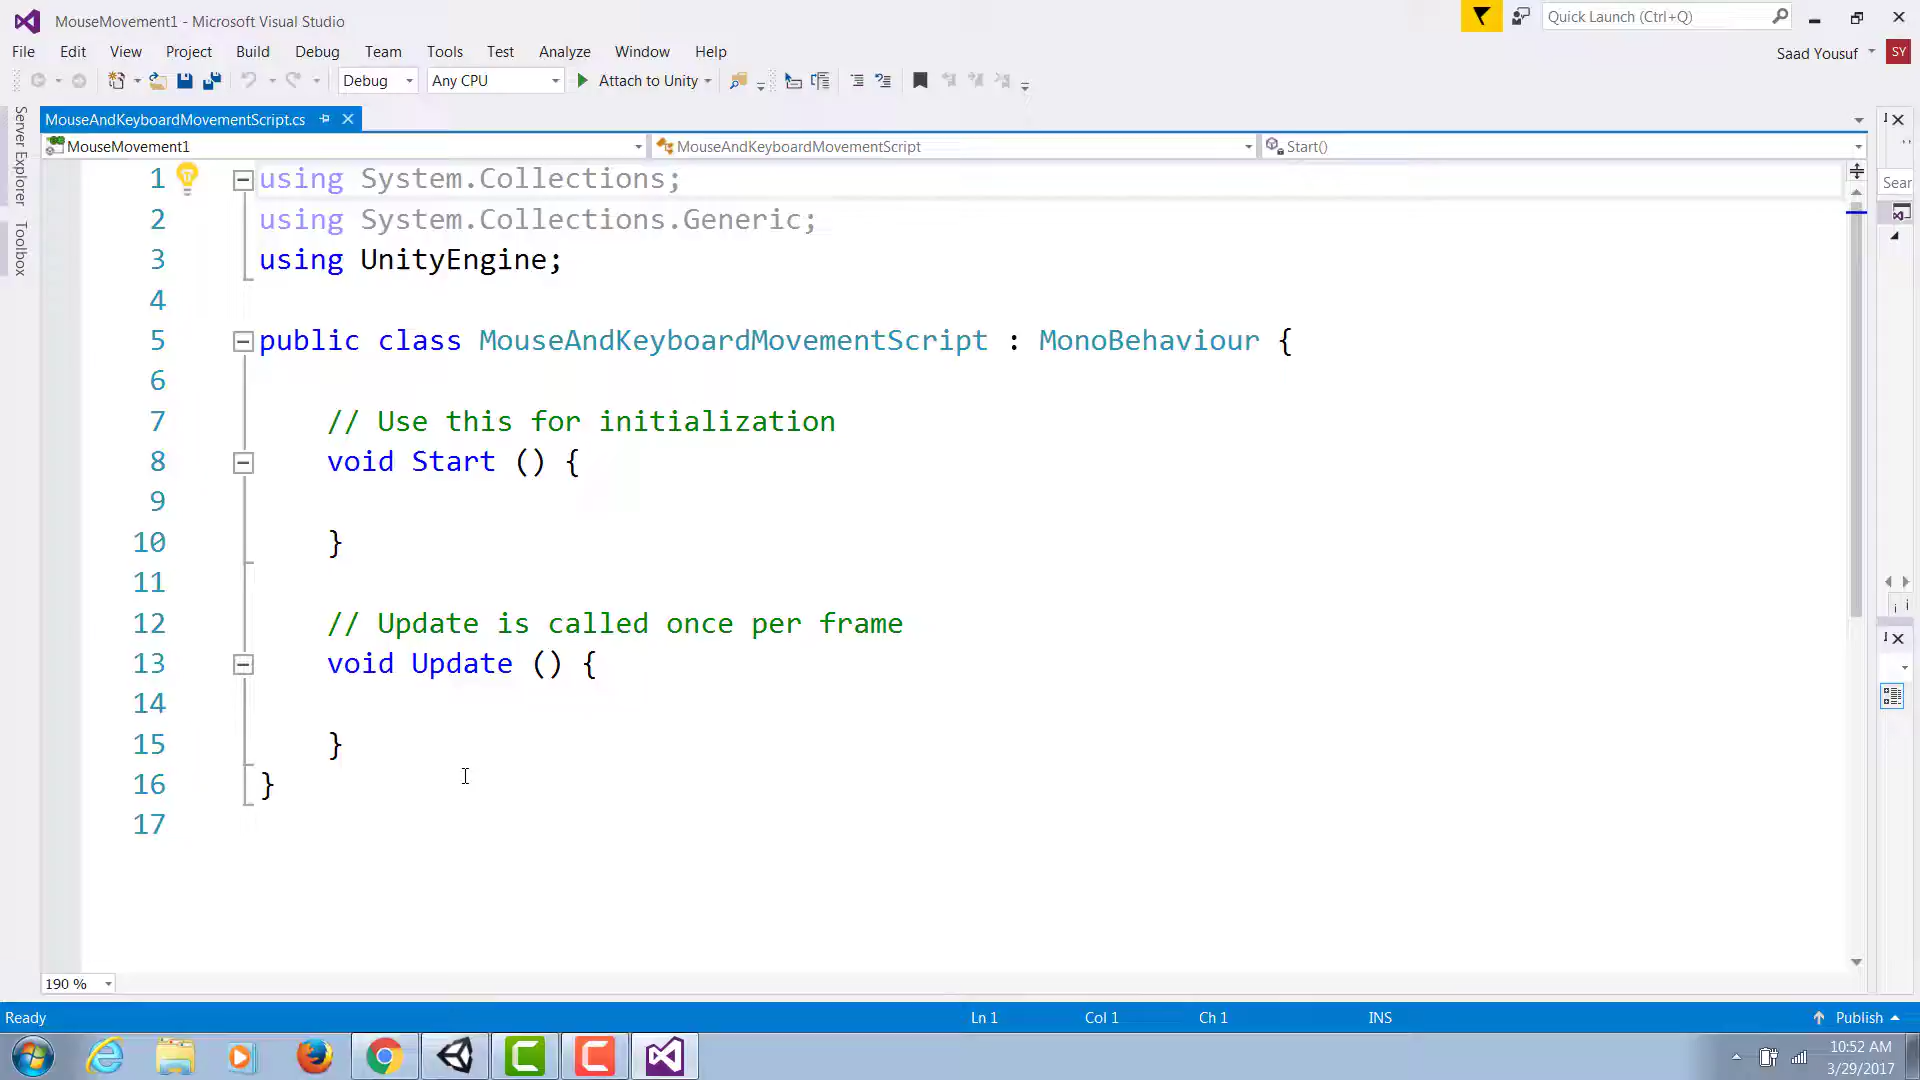 MouseMovement1 - Microsoft Visual Studio
Quick Launch (Ctrl+Q)
File Edit View Project Build Debug Team Tools Test Analyze Window Help
Saad Yousuf SY
Debug Any CPU Attach to Unity
Server Explorer
Toolbox
MouseAndKeyboardMovementScript.cs
MouseMovement1 MouseAndKeyboardMovementScript Start()
Sear
1 using System.Collections;
2 using System.Collections.Generic;
3 using UnityEngine;
4
5 public class MouseAndKeyboardMovementScript : MonoBehaviour {
6
7 // Use this for initialization
8 void Start () {
9
10 }
11
12 // Update is called once per frame
13 void Update () {
14
15 }
16 }
17
190 %
Ready Ln 1 Col 1 Ch 1 INS Publish
10:52 AM
3/29/2017